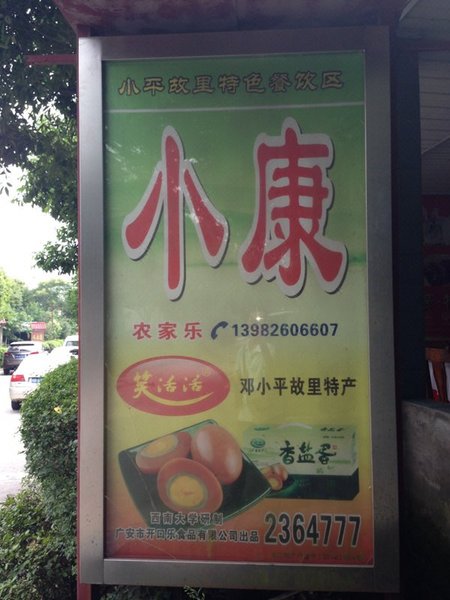 小平故里特色餐饮区
小康
农家乐 13982606607
笑活活
邓小平故里特产
香盐蛋
西南大学研制
广安市开口乐食品有限公司出品 2364777